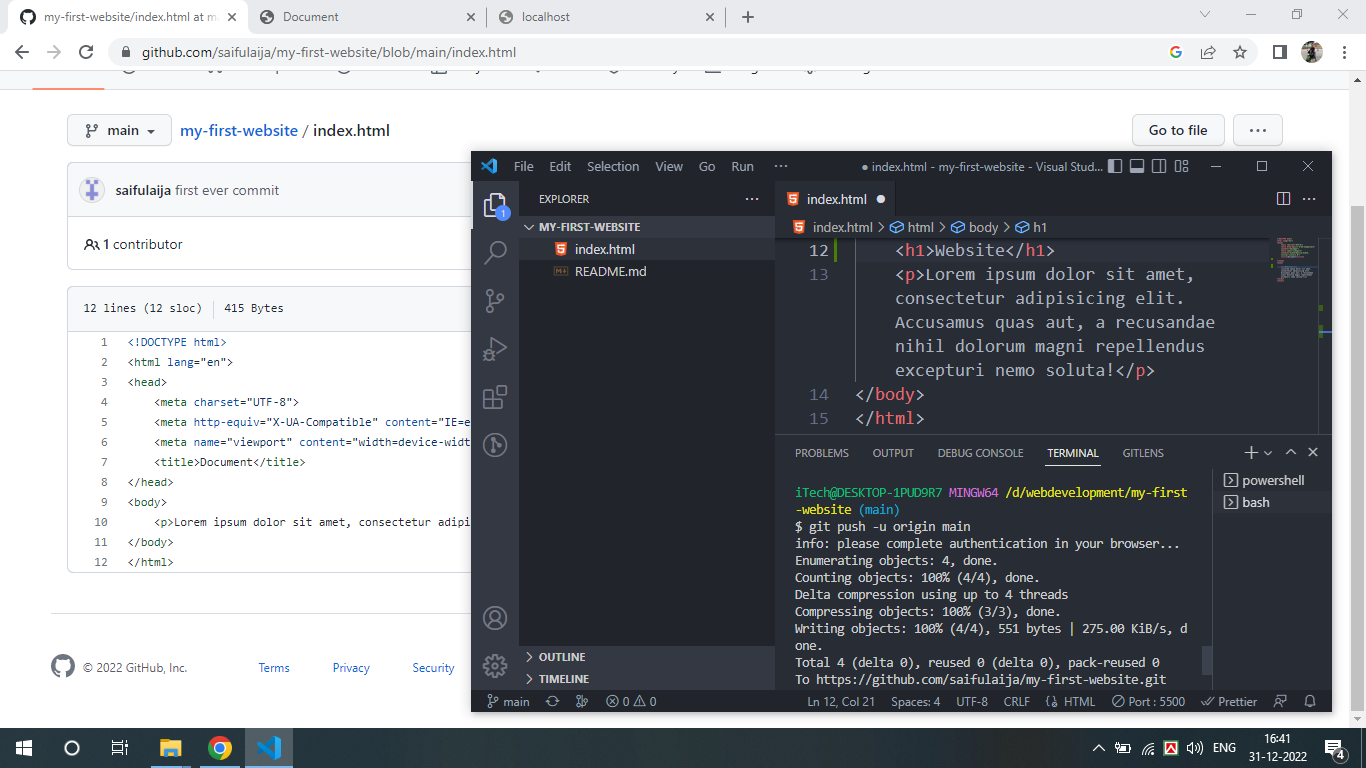 my-first-website/index.html at m
Document
localhost
github.com/saifulaija/my-first-website/blob/main/index.html
main
my-first-website / index.html
Go to file
saifulaija first ever commit
1 contributor
12 lines (12 sloc)
415 Bytes
1 <!DOCTYPE html>
2 <html lang="en">
3 <head>
4 <meta charset="UTF-8">
5 <meta http-equiv="X-UA-Compatible" content="IE=e
6 <meta name="viewport" content="width=device-widt
7 <title>Document</title>
8 </head>
9 <body>
10 <p>Lorem ipsum dolor sit amet, consectetur adipi
11 </body>
12 </html>
© 2022 GitHub, Inc.
Terms
Privacy
Security
File Edit Selection View Go Run ···
● index.html - my-first-website - Visual Stud...
EXPLORER
MY-FIRST-WEBSITE
index.html
README.md
OUTLINE
TIMELINE
1
index.html ●
index.html > html > body > h1
12 <h1>Website</h1>
13 <p>Lorem ipsum dolor sit amet,
consectetur adipisicing elit.
Accusamus quas aut, a recusandae
nihil dolorum magni repellendus
excepturi nemo soluta!</p>
14 </body>
15 </html>
PROBLEMS OUTPUT DEBUG CONSOLE TERMINAL GITLENS
powershell
bash
iTech@DESKTOP-1PUD9R7 MINGW64 /d/webdevelopment/my-first
-website (main)
$ git push -u origin main
info: please complete authentication in your browser...
Enumerating objects: 4, done.
Counting objects: 100% (4/4), done.
Delta compression using up to 4 threads
Compressing objects: 100% (3/3), done.
Writing objects: 100% (4/4), 551 bytes | 275.00 KiB/s, d
one.
Total 4 (delta 0), reused 0 (delta 0), pack-reused 0
To https://github.com/saifulaija/my-first-website.git
main
0 0
Ln 12, Col 21 Spaces: 4 UTF-8 CRLF HTML Port : 5500 Prettier
ENG
16:41
31-12-2022
4